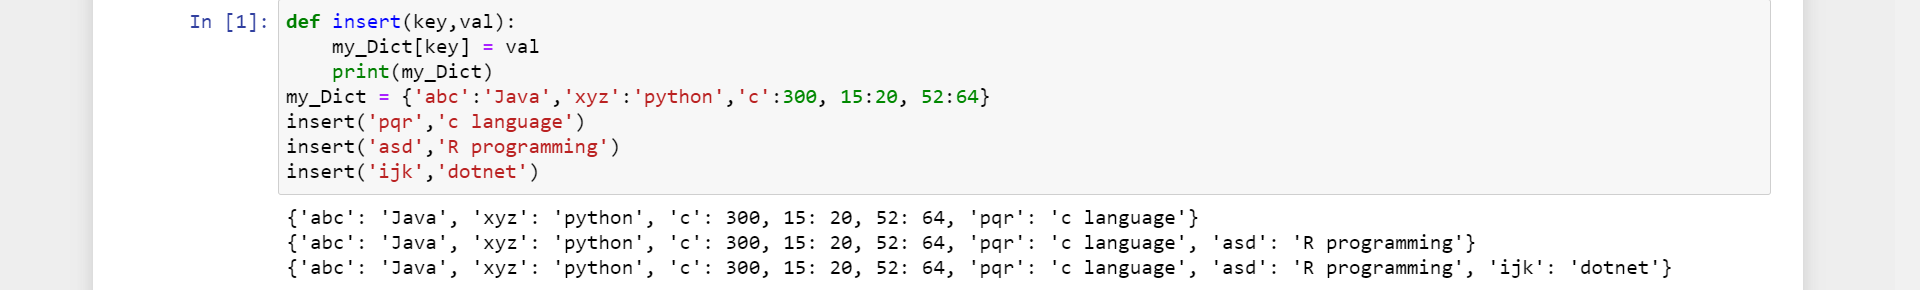 In [1]: def insert(key,val):
    my_Dict[key] = val
    print(my_Dict)
my_Dict = {'abc':'Java','xyz':'python','c':300, 15:20, 52:64}
insert('pqr','c language')
insert('asd','R programming')
insert('ijk','dotnet')
{'abc': 'Java', 'xyz': 'python', 'c': 300, 15: 20, 52: 64, 'pqr': 'c language'}
{'abc': 'Java', 'xyz': 'python', 'c': 300, 15: 20, 52: 64, 'pqr': 'c language', 'asd': 'R programming'}
{'abc': 'Java', 'xyz': 'python', 'c': 300, 15: 20, 52: 64, 'pqr': 'c language', 'asd': 'R programming', 'ijk': 'dotnet'}